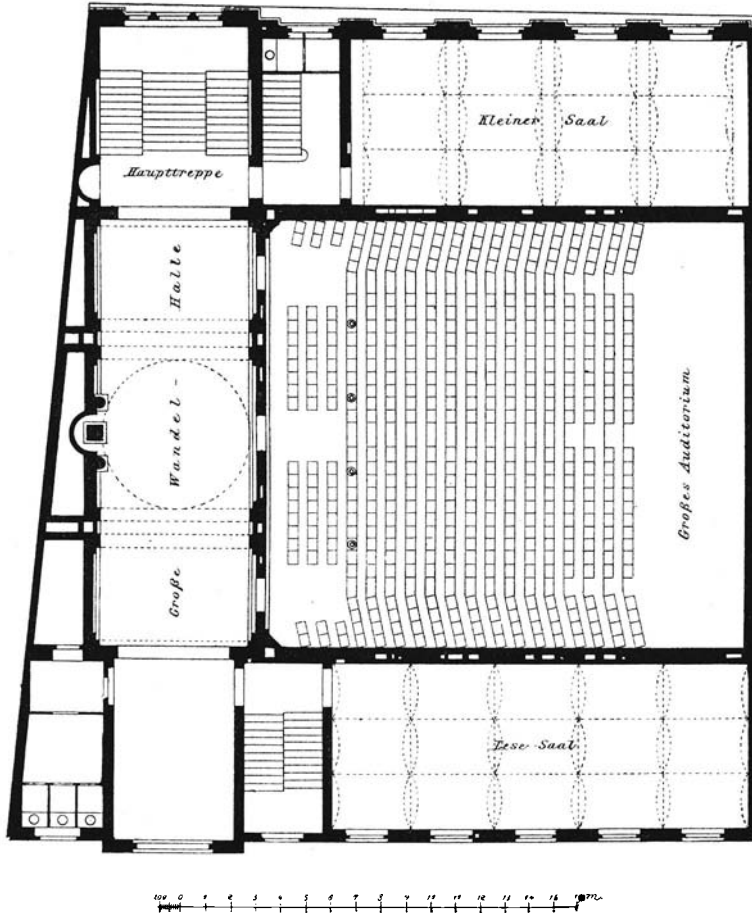 Kleiner Saal
Haupttreppe
Große Wandel-Halle
Großes Auditorium
Lese-Saal
100 0 1 2 3 4 5 6 7 8 9 10 11 12 13 14 15